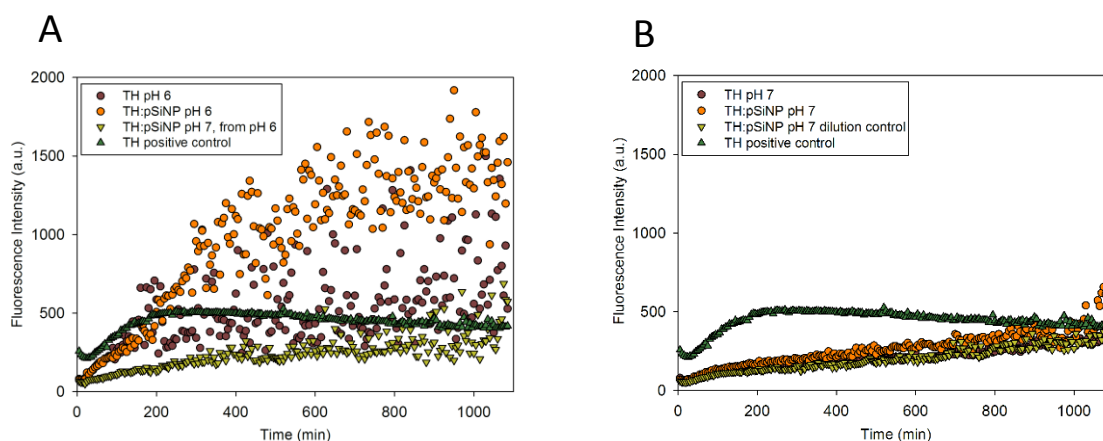 A
2000
1500
1000
500
0
Fluorescence Intensity (a.u.)
TH pH 6
TH:pSiNP pH 6
TH:pSiNP pH 7, from pH 6
TH positive control
0 200 400 600 800 1000
Time (min)
B
2000
1500
1000
500
0
Fluorescence Intensity (a.u.)
TH pH 7
TH:pSiNP pH 7
TH:pSiNP pH 7 dilution control
TH positive control
0 200 400 600 800 1000
Time (min)